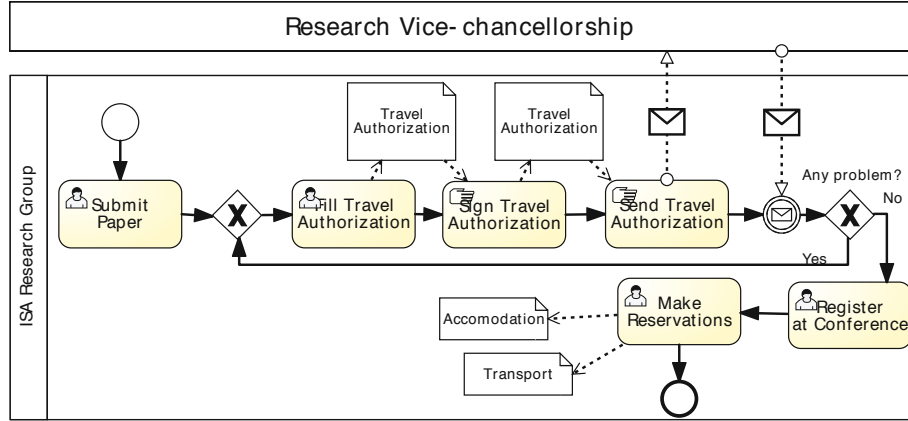 Research Vice-chancellorship
ISA Research Group
Travel
Authorization
Travel
Authorization
Any problem?
No
Yes
Submit
Paper
X
Fill Travel
Authorization
Sign Travel
Authorization
Send Travel
Authorization
X
Register
at Conference
Make
Reservations
Accomodation
Transport